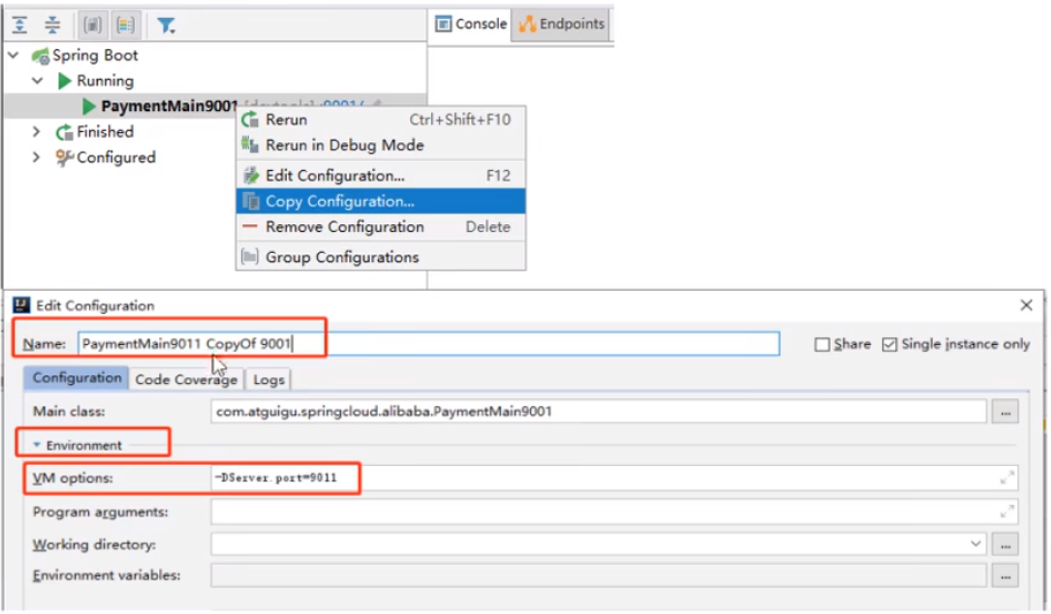 Console Endpoints
Spring Boot
Running
PaymentMain9001 [devtools] :9001/
Rerun Ctrl+Shift+F10
Rerun in Debug Mode
Finished
Configured
Edit Configuration... F12
Copy Configuration...
Remove Configuration Delete
Group Configurations
Edit Configuration
Name: PaymentMain9011 CopyOf 9001 Share Single instance only
Configuration Code Coverage Logs
Main class: com.atguigu.springcloud.alibaba.PaymentMain9001 ...
Environment
VM options: -DServer.port=9011
Program arguments:
Working directory: ...
Environment variables: ...